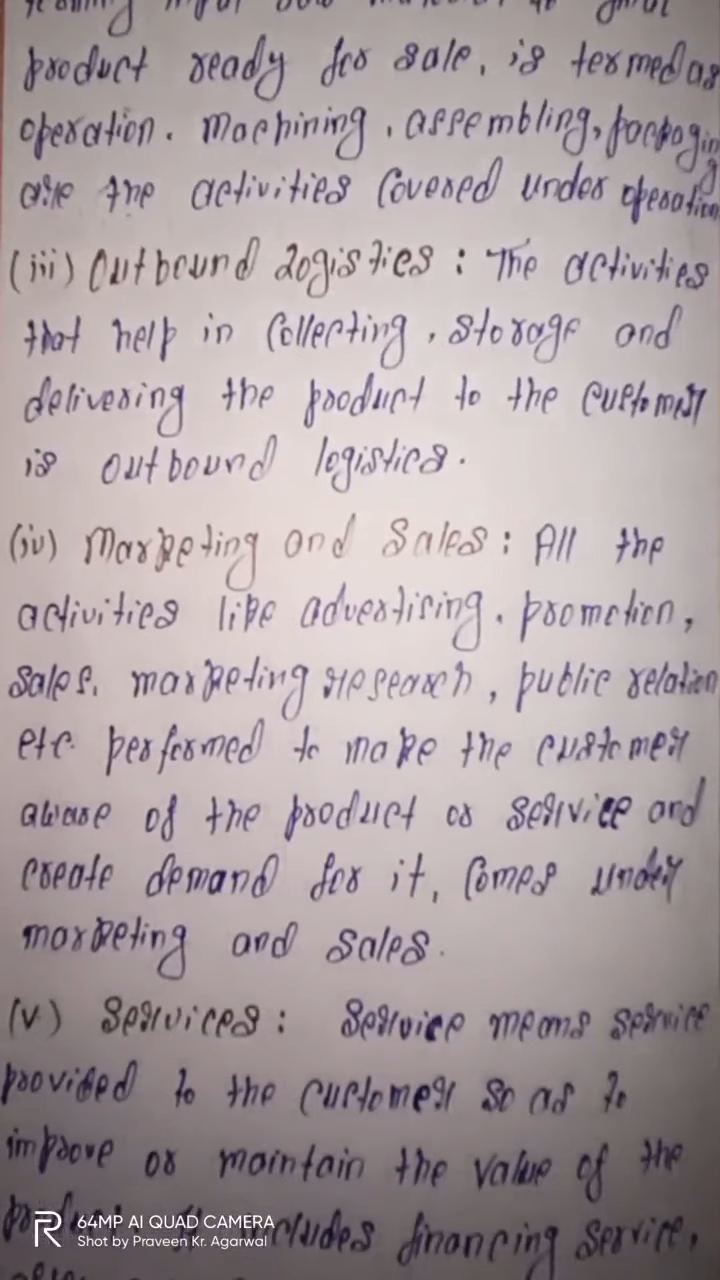 input
product ready for sale, is termed as
operation. Machining, assembling, packaging
are the activities covered under operation
(iii) Outbound Logistics : The activities
that help in collecting, storage and
delivering the product to the customer
is outbound logistics.
(iv) Marketing and Sales : All the
activities like advertising, promotion,
sales, marketing research, public relation
etc. performed to make the customer
aware of the product or service and
create demand for it, comes under
marketing and sales.
(v) Services : Service means service
provided to the customer so as to
improve or maintain the value of the
financing service,
64MP AI QUAD CAMERA
Shot by Praveen Kr. Agarwal